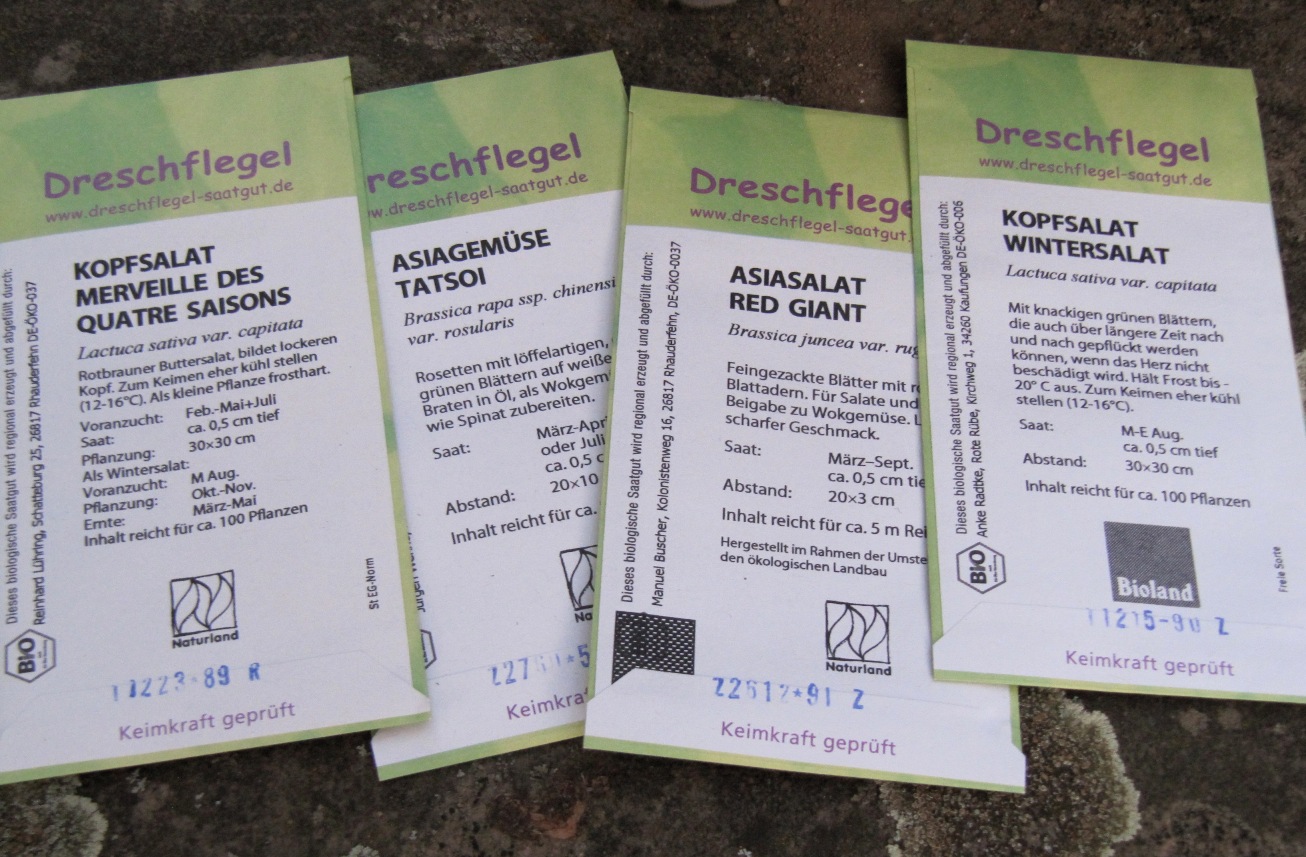 Dreschflegel
www.dreschflegel-saatgut.de
KOPFSALAT
MERVEILLE DES
QUATRE SAISONS
Lactuca sativa var. capitata
Rotbrauner Buttersalat, bildet lockeren
Kopf. Zum Keimen eher kühl stellen
(12-16°C). Als kleine Pflanze frosthart.
Voranzucht: Feb.-Mai+Juli
Saat: ca. 0,5 cm tief
Pflanzung: 30×30 cm
Als Wintersalat:
Voranzucht: M Aug.
Pflanzung: Okt.-Nov.
Ernte: März-Mai
Inhalt reicht für ca. 100 Pflanzen
Dieses biologische Saatgut wird regional erzeugt und abgefüllt durch:
Reinhard Lühring, Schatteburg 25, 26817 Rhauderfehn DE-ÖKO-037
St EG-Norm
BIO
Naturland
11223*89 R
Keimkraft geprüft
reschflegel
w.dreschflegel-saatgut.de
ASIAGEMÜSE
TATSOI
Brassica rapa ssp. chinensi
var. rosularis
Rosetten mit löffelartigen,
grünen Blättern auf weiße
Braten in Öl, als Wokgem
wie Spinat zubereiten.
Saat: März-Apr
oder Juli
ca. 0,5 c
Abstand: 20×10
Inhalt reicht für ca.
Na
Keimkra
Dreschflege
www.dreschflegel-saatgut.
ASIASALAT
RED GIANT
Brassica juncea var. rug
Feingezackte Blätter mit r
Blattadern. Für Salate und
Beigabe zu Wokgemüse. L
scharfer Geschmack.
Saat: März–Sept.
ca. 0,5 cm tie
Abstand: 20×3 cm
Inhalt reicht für ca. 5 m Rei
Hergestellt im Rahmen der Umste
den ökologischen Landbau
Dieses biologische Saatgut wird regional erzeugt und abgefüllt durch:
Manuel Buscher, Kolonistenweg 16, 26817 Rhauderfehn, DE-ÖKO-0037
Naturland
22612*91 Z
Keimkraft geprüft
Dreschflegel
www.dreschflegel-saatgut.de
KOPFSALAT
WINTERSALAT
Lactuca sativa var. capitata
Mit knackigen grünen Blättern,
die auch über längere Zeit nach
und nach gepflückt werden
können, wenn das Herz nicht
beschädigt wird. Hält Frost bis -
20° C aus. Zum Keimen eher kühl
stellen (12-16°C).
Saat: M-E Aug.
ca. 0,5 cm tief
Abstand: 30×30 cm
Inhalt reicht für ca. 100 Pflanzen
Dieses biologische Saatgut wird regional erzeugt und abgefüllt durch:
Anke Radtke, Rote Rübe, Kirchweg 1, 34260 Kaufungen DE-ÖKO-006
Freie Sorte
BIO
Bioland
11215-90 Z
Keimkraft geprüft